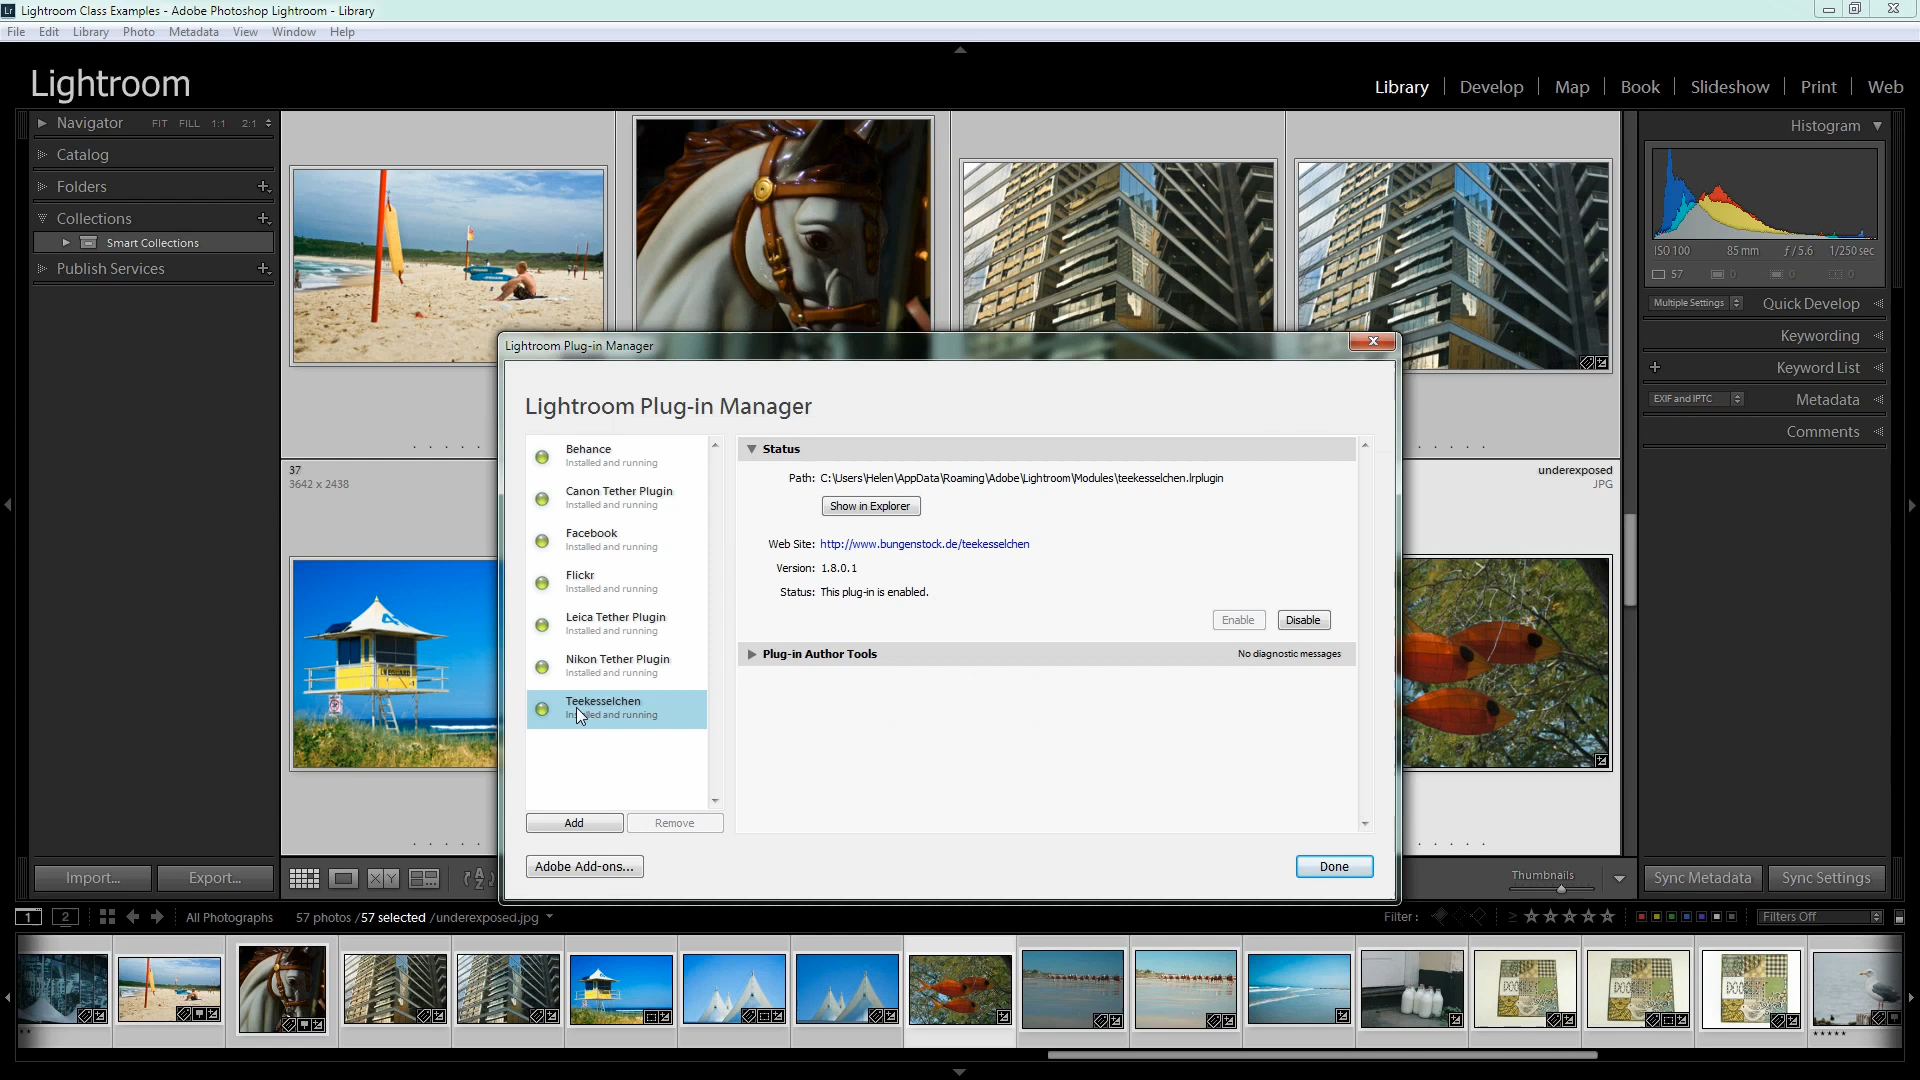 Lr Lightroom Class Examples - Adobe Photoshop Lightroom - Library
File Edit Library Photo Metadata View Window Help
Lightroom
Library Develop Map Book Slideshow Print Web
Navigator FIT FILL 1:1 2:1
Catalog
Folders
Collections
Smart Collections
Publish Services
Import...
Export...
37
3642 x 2438
underexposed
JPG
Histogram
ISO 100 85 mm ƒ / 5.6 1/250 sec
57 0 0 0
Multiple Settings Quick Develop
Keywording
Keyword List
EXIF and IPTC Metadata
Comments
Sync Metadata Sync Settings
Lightroom Plug-in Manager
Lightroom Plug-in Manager
Behance
Installed and running
Canon Tether Plugin
Installed and running
Facebook
Installed and running
Flickr
Installed and running
Leica Tether Plugin
Installed and running
Nikon Tether Plugin
Installed and running
Teekesselchen
Installed and running
Add Remove
Adobe Add-ons...
Status
Path: C:\Users\Helen\AppData\Roaming\Adobe\Lightroom\Modules\teekesselchen.lrplugin
Show in Explorer
Web Site: http://www.bungenstock.de/teekesselchen
Version: 1.8.0.1
Status: This plug-in is enabled.
Enable Disable
Plug-in Author Tools No diagnostic messages
Done
X Y
A
Z
Thumbnails
1 2 All Photographs 57 photos /57 selected /underexposed.jpg
Filter : ≥ Filters Off